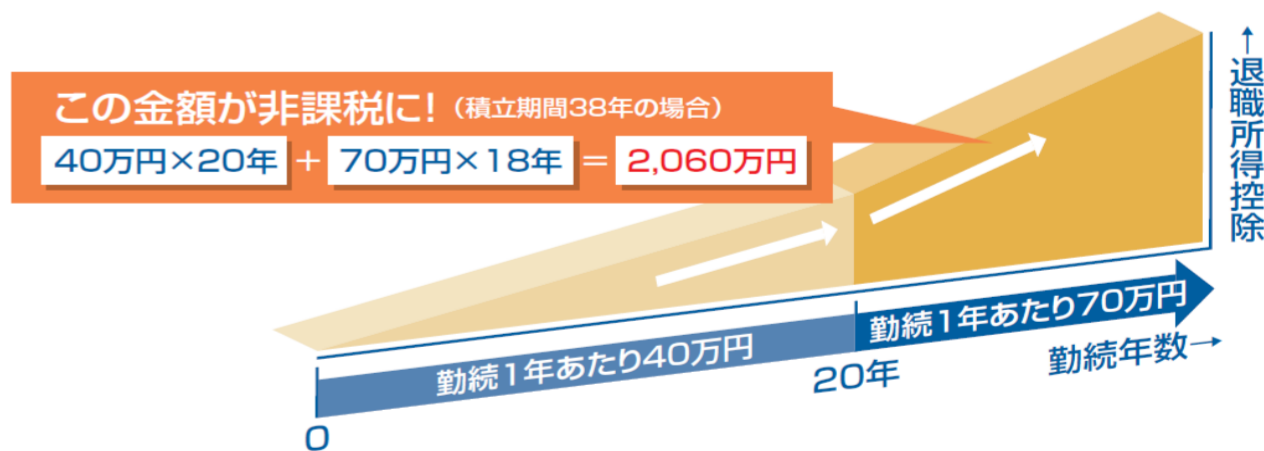 この金額が非課税に！（積立期間38年の場合）
40万円×20年＋70万円×18年＝2,060万円
↑退職所得控除
勤続1年あたり40万円
勤続1年あたり70万円
0
20年
勤続年数→